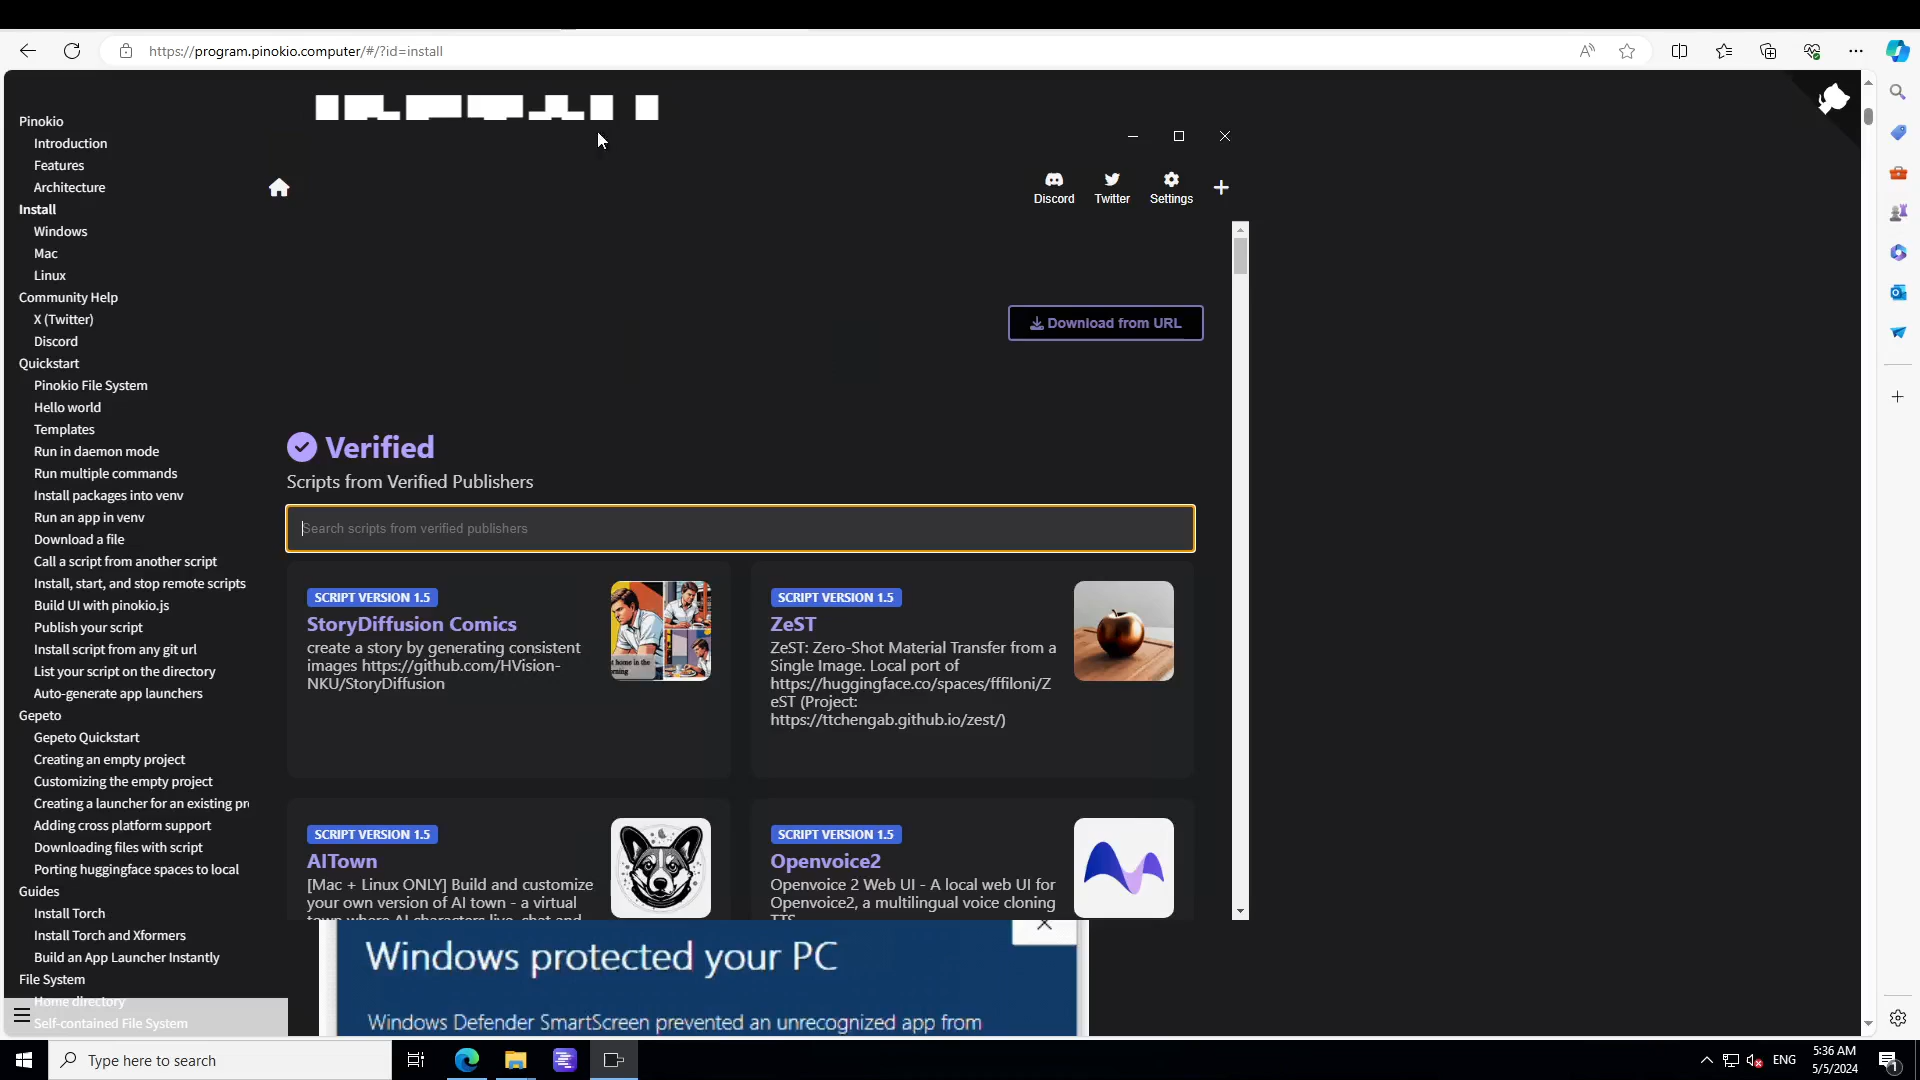 https://program.pinokio.computer/#/?id=install
Pinokio
Introduction
Features
Architecture
Install
Windows
Mac
Linux
Community Help
X (Twitter)
Discord
Quickstart
Pinokio File System
Hello world
Templates
Run in daemon mode
Run multiple commands
Install packages into venv
Run an app in venv
Download a file
Call a script from another script
Install, start, and stop remote scripts
Build UI with pinokio.js
Publish your script
Install script from any git url
List your script on the directory
Auto-generate app launchers
Gepeto
Gepeto Quickstart
Creating an empty project
Customizing the empty project
Creating a launcher for an existing pr
Adding cross platform support
Downloading files with script
Porting huggingface spaces to local
Guides
Install Torch
Install Torch and Xformers
Build an App Launcher Instantly
File System
Home directory
Self-contained File System
Discord
Twitter
Settings
Download from URL
Verified
Scripts from Verified Publishers
Search scripts from verified publishers
SCRIPT VERSION 1.5
StoryDiffusion Comics
create a story by generating consistent
images https://github.com/HVision-
NKU/StoryDiffusion
SCRIPT VERSION 1.5
ZeST
ZeST: Zero-Shot Material Transfer from a
Single Image. Local port of
https://huggingface.co/spaces/fffiloni/Z
eST (Project:
https://ttchengab.github.io/zest/)
SCRIPT VERSION 1.5
AITown
[Mac + Linux ONLY] Build and customize
your own version of AI town - a virtual
town where AI characters live, chat and
SCRIPT VERSION 1.5
Openvoice2
Openvoice 2 Web UI - A local web UI for
Openvoice2, a multilingual voice cloning
TTS
Windows protected your PC
Windows Defender SmartScreen prevented an unrecognized app from
Type here to search
ENG
5:36 AM
5/5/2024
1